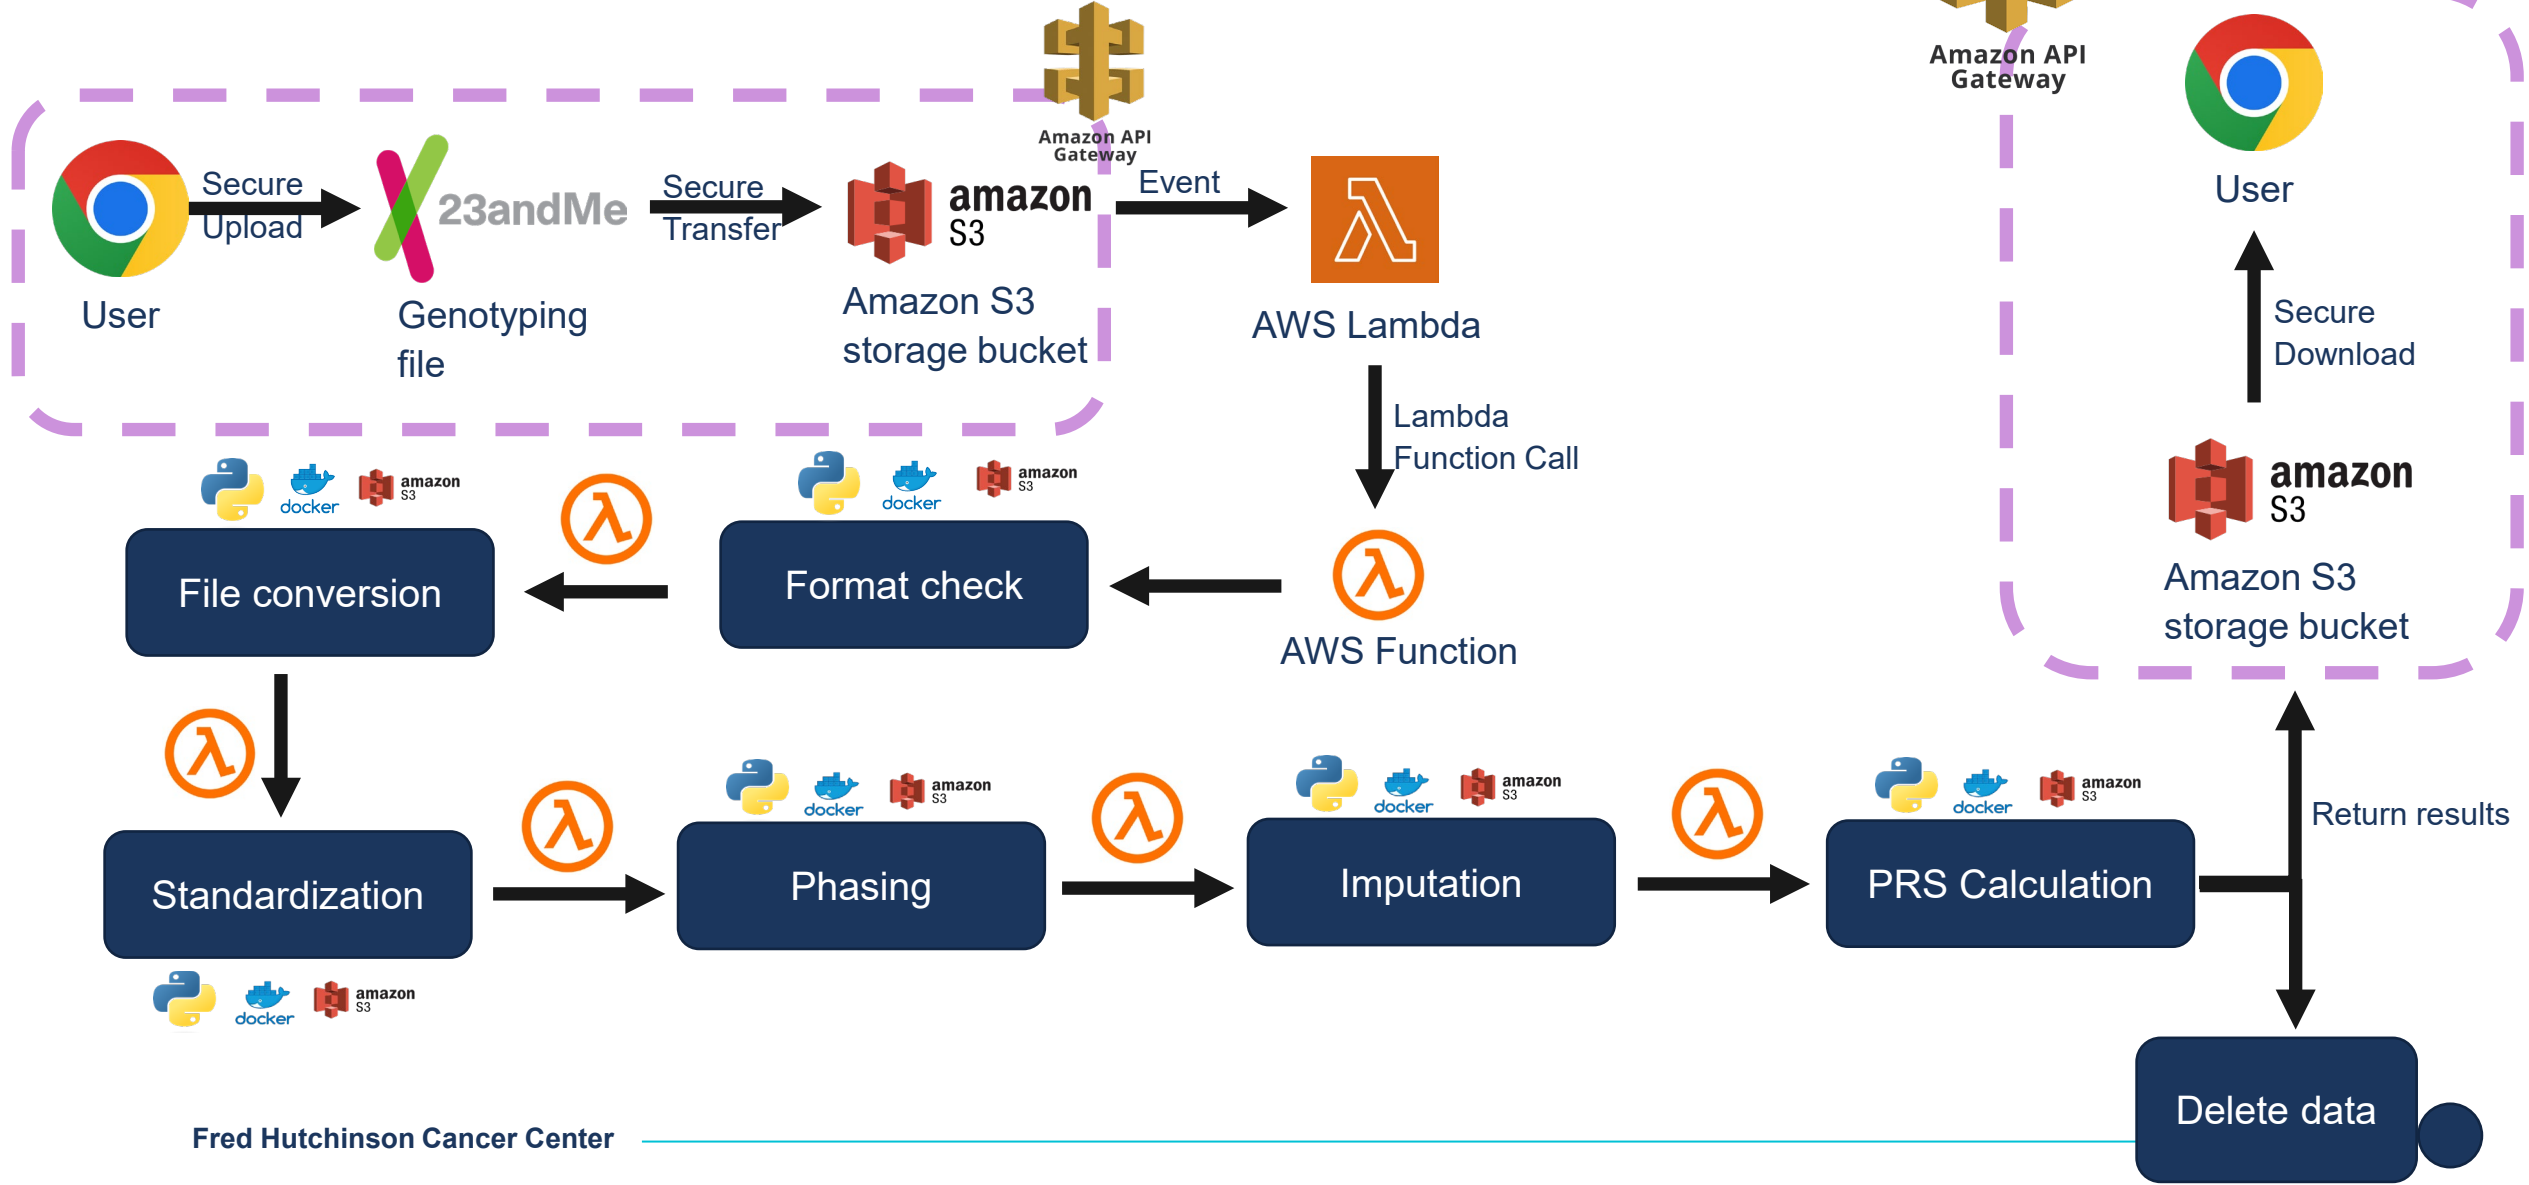 Amazon API
Gateway
Secure
Upload
23andMe
Secure
Transfer
amazon
S3
Event
User
Genotyping
file
Amazon S3
storage bucket
AWS Lambda
Lambda
Function Call
AWS Function
Amazon API
Gateway
User
Secure
Download
amazon
S3
Amazon S3
storage bucket
docker
amazon
S3
File conversion
docker
amazon
S3
Format check
Standardization
docker
amazon
S3
docker
amazon
S3
Phasing
docker
amazon
S3
Imputation
docker
amazon
S3
PRS Calculation
Return results
Delete data
Fred Hutchinson Cancer Center